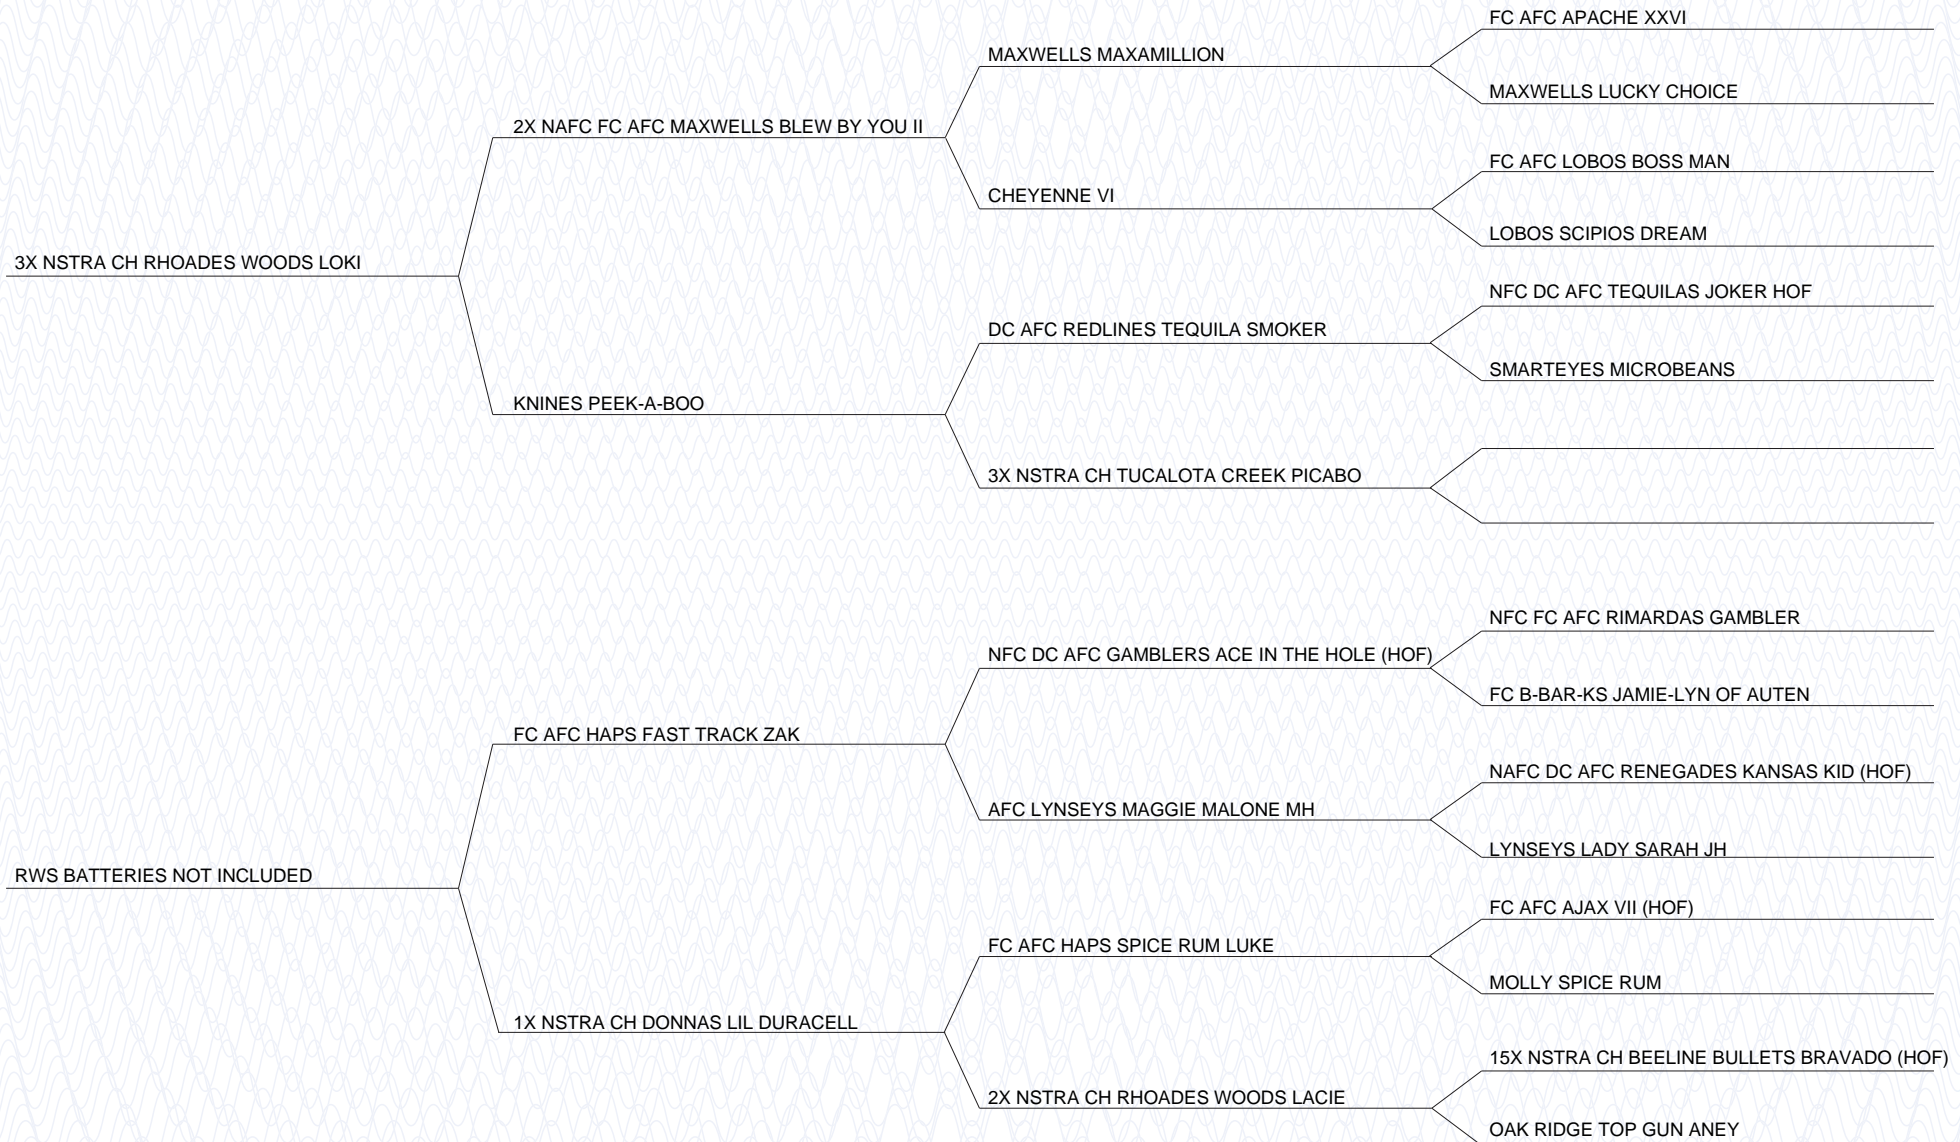 FC AFC APACHE XXVI
MAXWELLS MAXAMILLION
MAXWELLS LUCKY CHOICE
2X NAFC FC AFC MAXWELLS BLEW BY YOU II
FC AFC LOBOS BOSS MAN
CHEYENNE VI
LOBOS SCIPIOS DREAM
3X NSTRA CH RHOADES WOODS LOKI
NFC DC AFC TEQUILAS JOKER HOF
DC AFC REDLINES TEQUILA SMOKER
SMARTEYES MICROBEANS
KNINES PEEK-A-BOO
3X NSTRA CH TUCALOTA CREEK PICABO
NFC FC AFC RIMARDAS GAMBLER
NFC DC AFC GAMBLERS ACE IN THE HOLE (HOF)
FC B-BAR-KS JAMIE-LYN OF AUTEN
FC AFC HAPS FAST TRACK ZAK
NAFC DC AFC RENEGADES KANSAS KID (HOF)
AFC LYNSEYS MAGGIE MALONE MH
LYNSEYS LADY SARAH JH
RWS BATTERIES NOT INCLUDED
FC AFC AJAX VII (HOF)
FC AFC HAPS SPICE RUM LUKE
MOLLY SPICE RUM
1X NSTRA CH DONNAS LIL DURACELL
15X NSTRA CH BEELINE BULLETS BRAVADO (HOF)
2X NSTRA CH RHOADES WOODS LACIE
OAK RIDGE TOP GUN ANEY